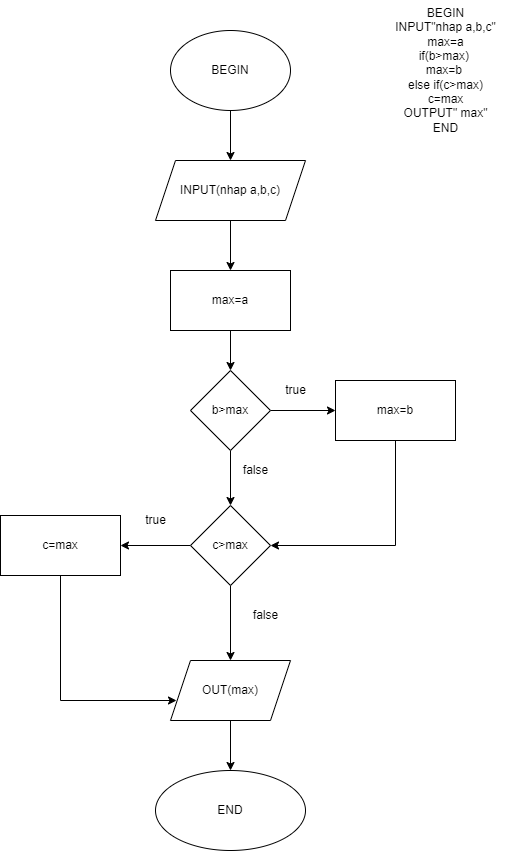 BEGIN
INPUT"nhap a,b,c"
max=a
if(b>max)
max=b
else if(c>max)
c=max
OUTPUT" max"
END
BEGIN
INPUT(nhap a,b,c)
max=a
b>max
true
max=b
false
c>max
true
c=max
false
OUT(max)
END